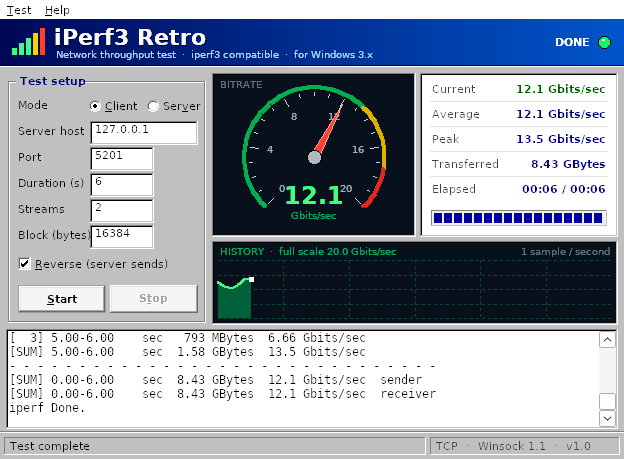 Test Help
iPerf3 Retro
Network throughput test · iperf3 compatible · for Windows 3.x
DONE
Test setup
Mode Client Server
Server host 127.0.0.1
Port 5201
Duration (s) 6
Streams 2
Block (bytes) 16384
Reverse (server sends)
Start Stop
BITRATE
0 4 8 12 16 20
12.1
Gbits/sec
Current 12.1 Gbits/sec
Average 12.1 Gbits/sec
Peak 13.5 Gbits/sec
Transferred 8.43 GBytes
Elapsed 00:06 / 00:06
HISTORY · full scale 20.0 Gbits/sec 1 sample / second
[  3] 5.00-6.00    sec   793 MBytes  6.66 Gbits/sec
[SUM] 5.00-6.00    sec  1.58 GBytes  13.5 Gbits/sec
- - - - - - - - - - - - - - - - - - - - - - - - - - - - - - -
[SUM] 0.00-6.00    sec  8.43 GBytes  12.1 Gbits/sec  sender
[SUM] 0.00-6.00    sec  8.43 GBytes  12.1 Gbits/sec  receiver
iperf Done.
Test complete
TCP · Winsock 1.1 · v1.0